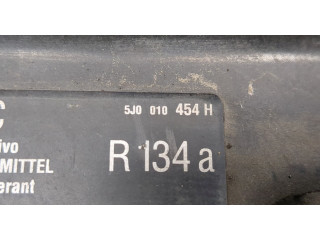 5J0 010 454 H
C
ivo
MITTEL
R 134 a
erant